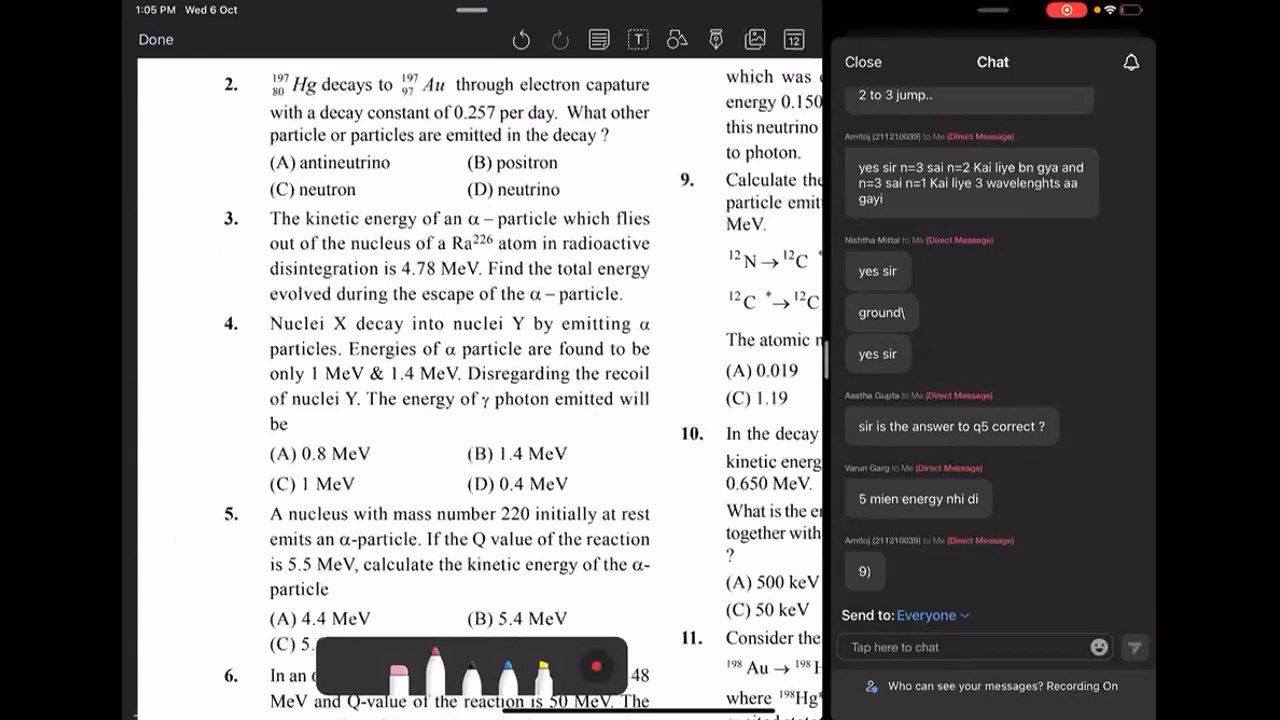 1:05 PM Wed 6 Oct
Done
2. ¹⁹⁷₈₀Hg decays to ¹⁹⁷₉₇Au through electron capature
with a decay constant of 0.257 per day. What other
particle or particles are emitted in the decay ?
(A) antineutrino (B) positron
(C) neutron (D) neutrino
3. The kinetic energy of an α – particle which flies
out of the nucleus of a Ra²²⁶ atom in radioactive
disintegration is 4.78 MeV. Find the total energy
evolved during the escape of the α – particle.
4. Nuclei X decay into nuclei Y by emitting α
particles. Energies of α particle are found to be
only 1 MeV & 1.4 MeV. Disregarding the recoil
of nuclei Y. The energy of γ photon emitted will
be
(A) 0.8 MeV (B) 1.4 MeV
(C) 1 MeV (D) 0.4 MeV
5. A nucleus with mass number 220 initially at rest
emits an α-particle. If the Q value of the reaction
is 5.5 MeV, calculate the kinetic energy of the α-
particle
(A) 4.4 MeV (B) 5.4 MeV
(C) 5.
6. In an 48
MeV and Q-value of the reaction is 50 MeV. The
which was
energy 0.150
this neutrino
to photon.
9. Calculate the
particle emit
MeV.
¹²N → ¹²C *
¹²C * → ¹²C
The atomic
(A) 0.019
(C) 1.19
10. In the decay
kinetic energ
0.650 MeV.
What is the
together with
?
(A) 500 keV
(C) 50 keV
11. Consider the
¹⁹⁸Au → ¹⁹⁸
where ¹⁹⁸Hg*
12
Close
Chat
2 to 3 jump..
Amitoj (211210039) to Me (Direct Message)
yes sir n=3 sai n=2 Kai liye bn gya and
n=3 sai n=1 Kai liye 3 wavelenghts aa
gayi
Nishtha Mittal to Me (Direct Message)
yes sir
ground\
yes sir
Aastha Gupta to Me (Direct Message)
sir is the answer to q5 correct ?
Varun Garg to Me (Direct Message)
5 mien energy nhi di
Amitoj (211210039) to Me (Direct Message)
9)
Send to: Everyone
Tap here to chat
Who can see your messages? Recording On